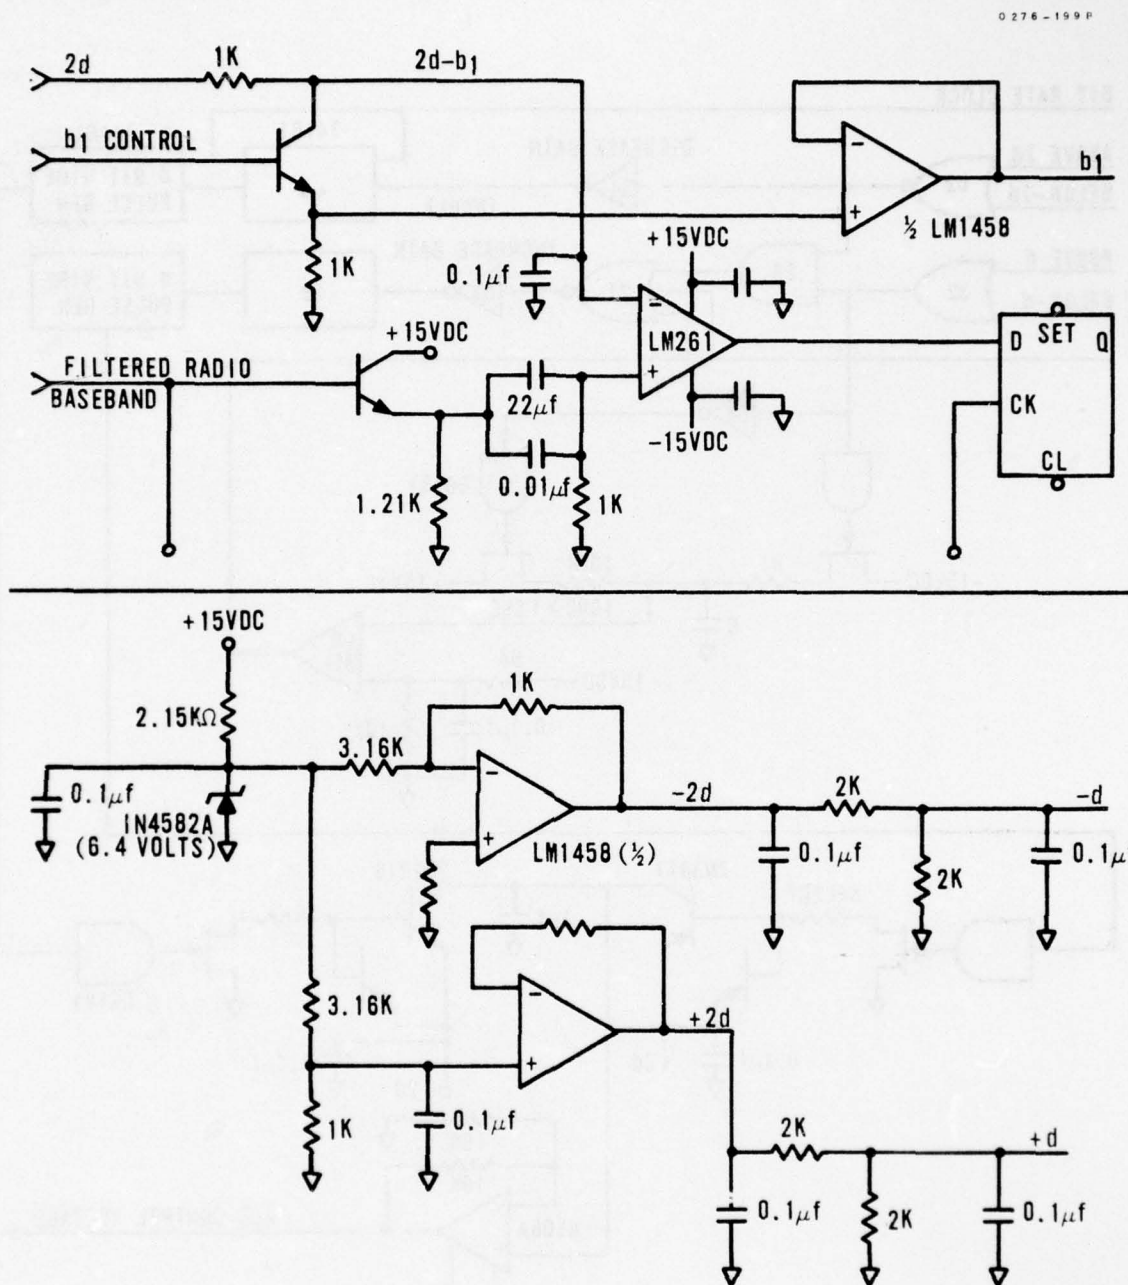 0276-199P
2d
1K
2d-b1
b1 CONTROL
1K
−
+
½ LM1458
b1
+15VDC
0.1µf
−
LM261
+
-15VDC
D SET Q
CK
CL
FILTERED RADIO
BASEBAND
+15VDC
22µf
0.01µf
1.21K
1K
+15VDC
2.15KΩ
0.1µf
IN4582A
(6.4 VOLTS)
3.16K
1K
−
+
LM1458 (½)
-2d
2K
-d
0.1µf
2K
0.1µf
3.16K
−
+
+2d
1K
0.1µf
2K
+d
0.1µf
2K
0.1µf